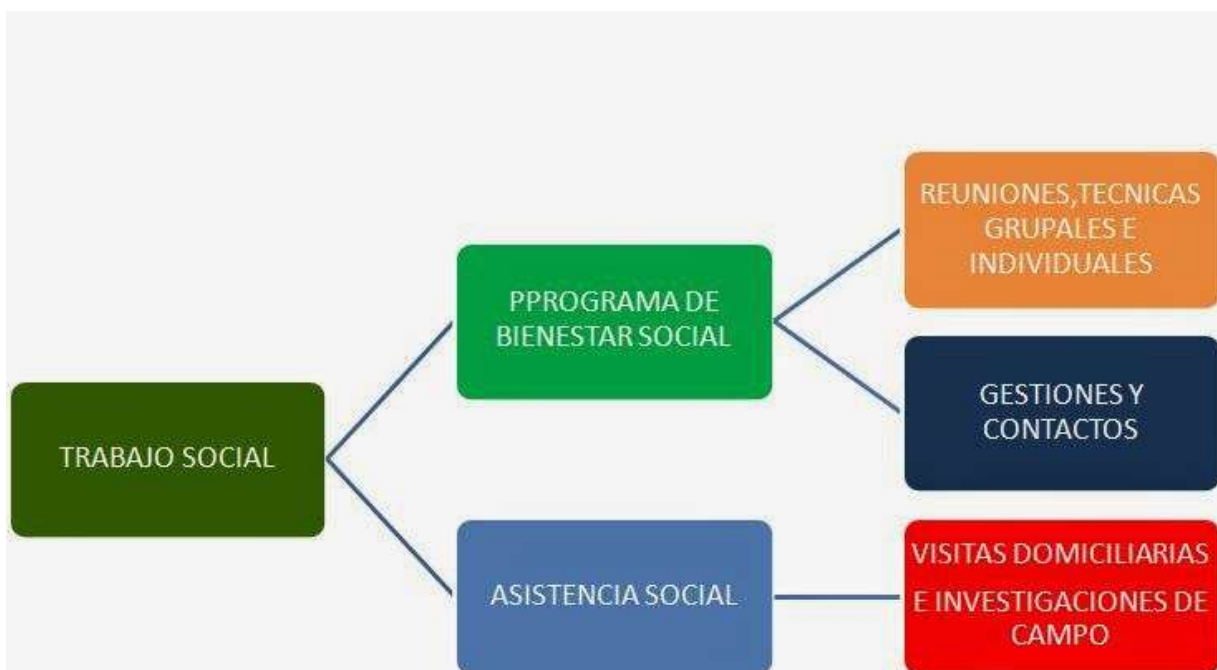 TRABAJO SOCIAL
PPROGRAMA DE
BIENESTAR SOCIAL
REUNIONES,TECNICAS
GRUPALES E
INDIVIDUALES
GESTIONES Y
CONTACTOS
ASISTENCIA SOCIAL
VISITAS DOMICILIARIAS
E INVESTIGACIONES DE
CAMPO